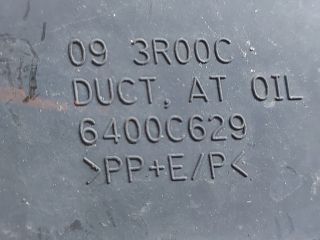 09 3R00C
DUCT, AT OIL
6400C629
>PP+E/P<